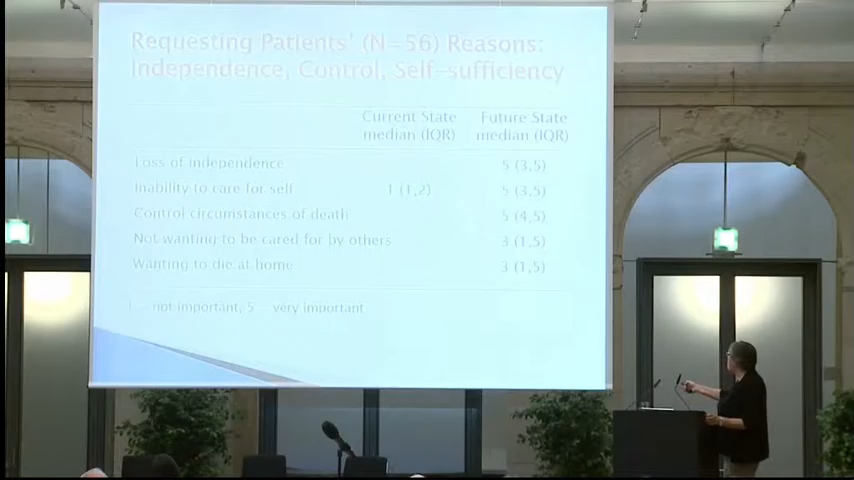 Requesting Patients' (N=56) Reasons:
Independence, Control, Self-sufficiency
Current State Future State
median (IQR) median (IQR)
Loss of independence 5 (3,5)
Inability to care for self 1 (1,2) 5 (3,5)
Control circumstances of death 5 (4,5)
Not wanting to be cared for by others 3 (1,5)
Wanting to die at home 3 (1,5)
1 = not important, 5 = very important